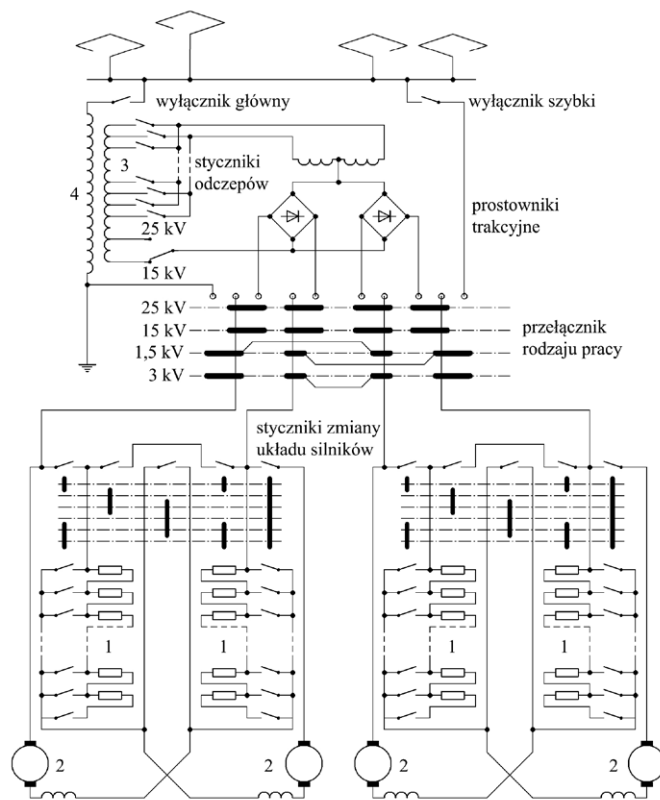 wyłącznik główny
wyłącznik szybki
3
styczniki
odczepów
4
prostowniki
trakcyjne
25 kV
15 kV
25 kV
15 kV
1,5 kV
3 kV
przełącznik
rodzaju pracy
styczniki zmiany
układu silników
1
1
1
1
2
2
2
2